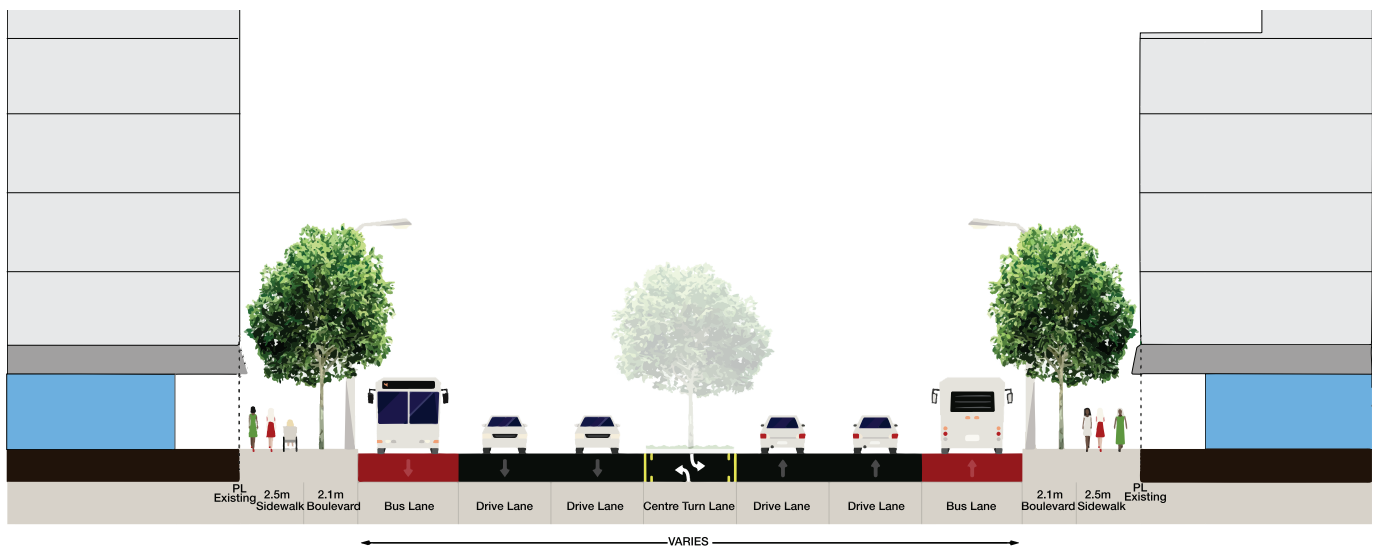 PL
Existing
2.5m
Sidewalk
2.1m
Boulevard
Bus Lane
Drive Lane
Drive Lane
Centre Turn Lane
Drive Lane
Drive Lane
Bus Lane
2.1m
Boulevard
2.5m
Sidewalk
PL
Existing
VARIES